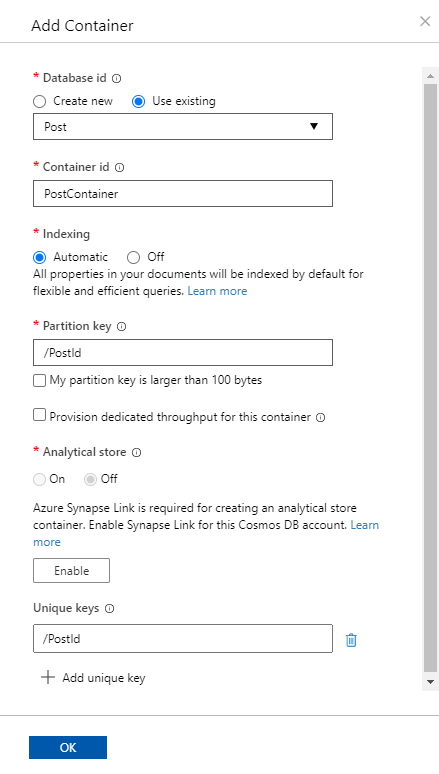 Add Container
* Database id
Create new
Use existing
Post
* Container id
PostContainer
* Indexing
Automatic
Off
All properties in your documents will be indexed by default for
flexible and efficient queries. Learn more
* Partition key
/PostId
My partition key is larger than 100 bytes
Provision dedicated throughput for this container
* Analytical store
On
Off
Azure Synapse Link is required for creating an analytical store
container. Enable Synapse Link for this Cosmos DB account. Learn
more
Enable
Unique keys
/PostId
Add unique key
OK